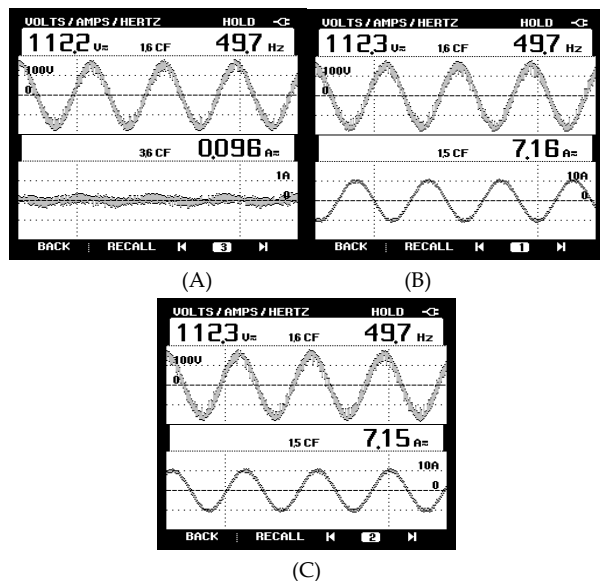 VOLTS/AMPS/HERTZ HOLD
112.2 V≂ 1.6 CF 49.7 Hz
100V
0
3.6 CF 0.096 A≂
1A
0
BACK RECALL 3
(A)
VOLTS/AMPS/HERTZ HOLD
112.3 V≂ 1.6 CF 49.7 Hz
100V
0
1.5 CF 7.16 A≂
10A
0
BACK RECALL 1
(B)
VOLTS/AMPS/HERTZ HOLD
112.3 V≂ 1.6 CF 49.7 Hz
100V
0
1.5 CF 7.15 A≂
10A
0
BACK RECALL 2
(C)